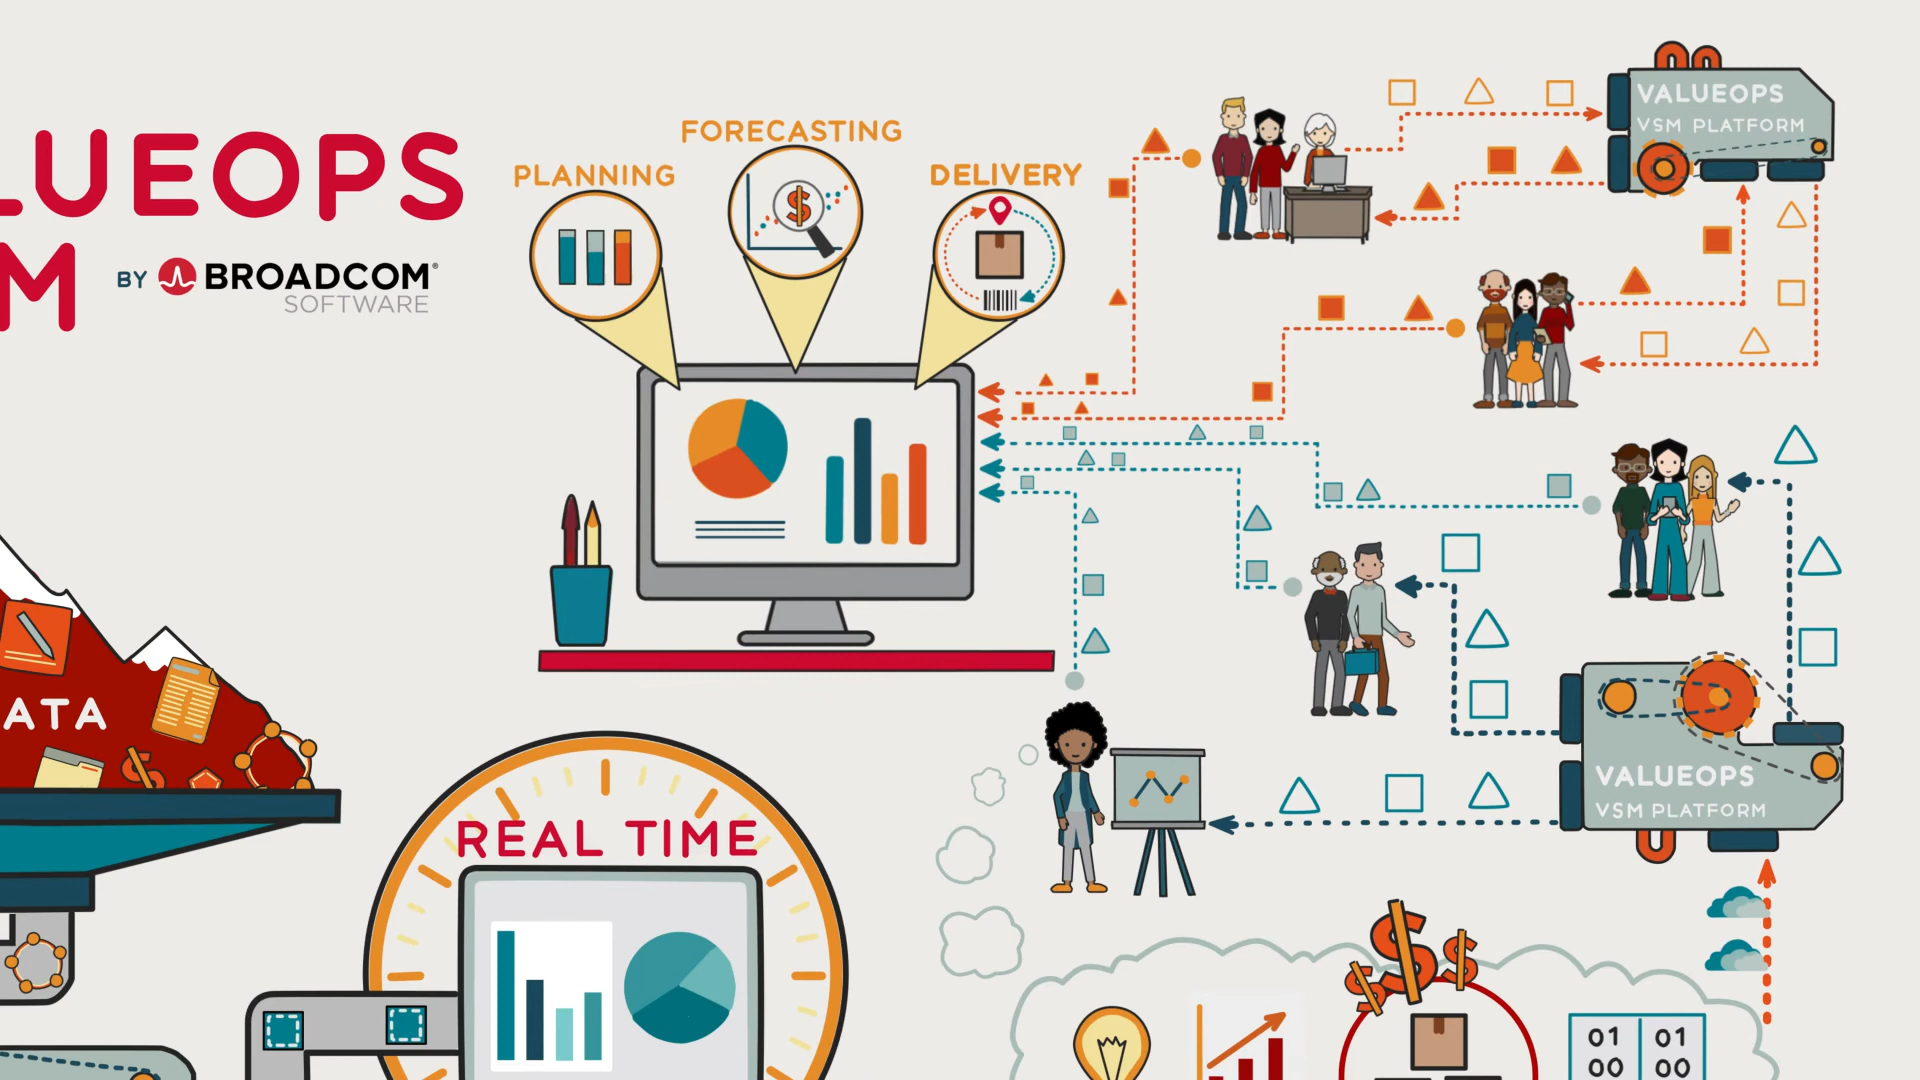 LUEOPS
M BY BROADCOM®
SOFTWARE
PLANNING
FORECASTING
DELIVERY
$
VALUEOPS
VSM PLATFORM
ATA
$
REAL TIME
VALUEOPS
VSM PLATFORM
$ $ $
01 01
00 00